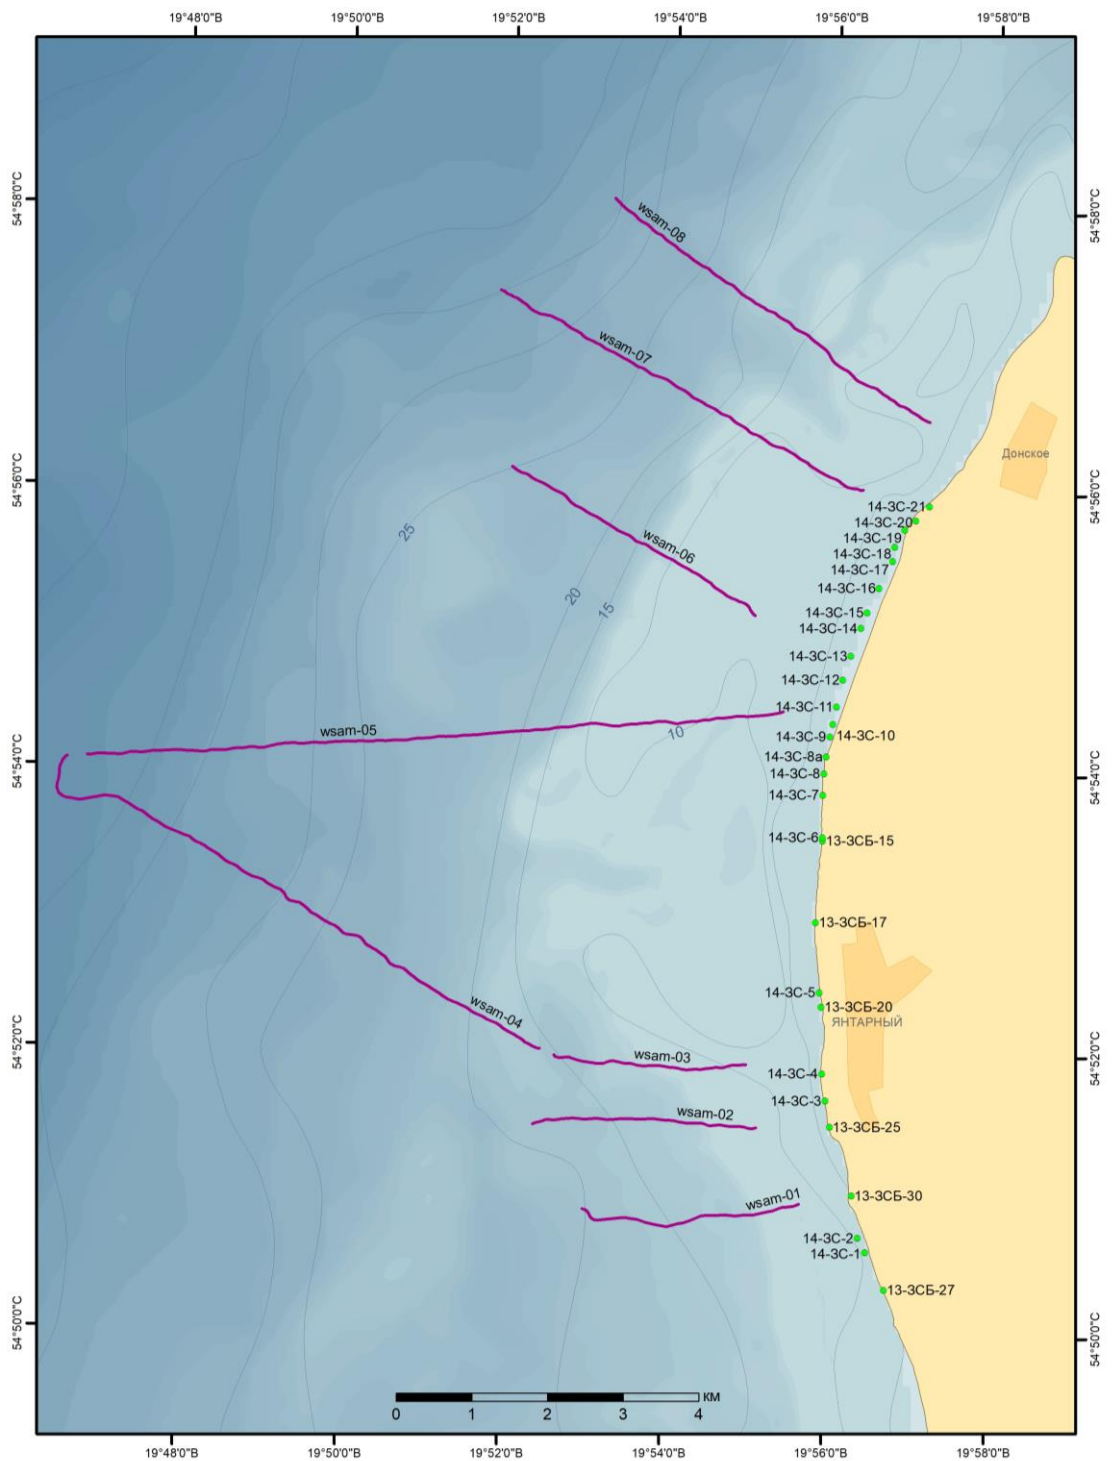 19°48'0"В
19°50'0"В
19°52'0"В
19°54'0"В
19°56'0"В
19°58'0"В
54°58'0"С
54°58'0"С
wsam-08
wsam-07
Донское
54°56'0"С
54°56'0"С
14-ЗС-21
14-ЗС-20
14-ЗС-19
14-ЗС-18
14-ЗС-17
14-ЗС-16
25
wsam-06
20
15
14-ЗС-15
14-ЗС-14
14-ЗС-13
14-ЗС-12
14-ЗС-11
wsam-05
10
14-ЗС-9
14-ЗС-10
14-ЗС-8а
54°54'0"С
54°54'0"С
14-ЗС-8
14-ЗС-7
14-ЗС-6
13-ЗСБ-15
13-ЗСБ-17
14-ЗС-5
13-ЗСБ-20
wsam-04
ЯНТАРНЫЙ
54°52'0"С
54°52'0"С
wsam-03
14-ЗС-4
14-ЗС-3
wsam-02
13-ЗСБ-25
wsam-01
13-ЗСБ-30
14-ЗС-2
14-ЗС-1
13-ЗСБ-27
54°50'0"С
54°50'0"С
КМ
0 1 2 3 4
19°48'0"В
19°50'0"В
19°52'0"В
19°54'0"В
19°56'0"В
19°58'0"В